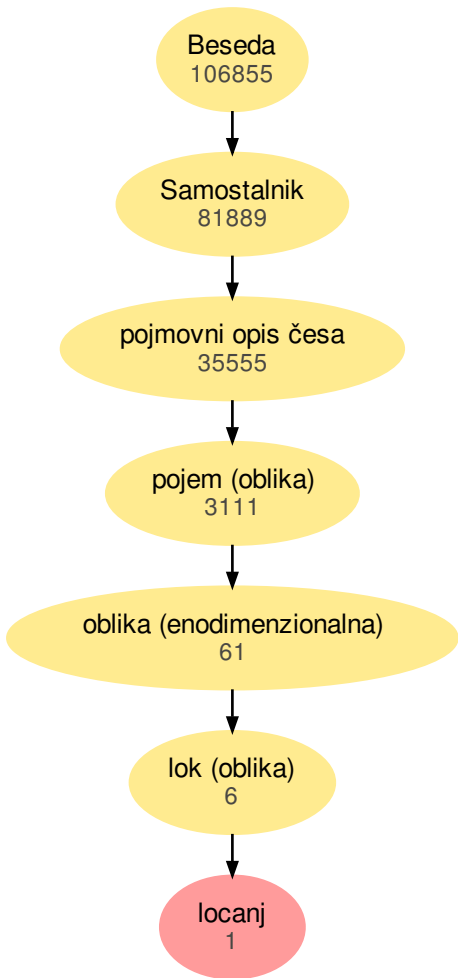 Beseda
106855
Samostalnik
81889
pojmovni opis česa
35555
pojem (oblika)
3111
oblika (enodimenzionalna)
61
lok (oblika)
6
locanj
1